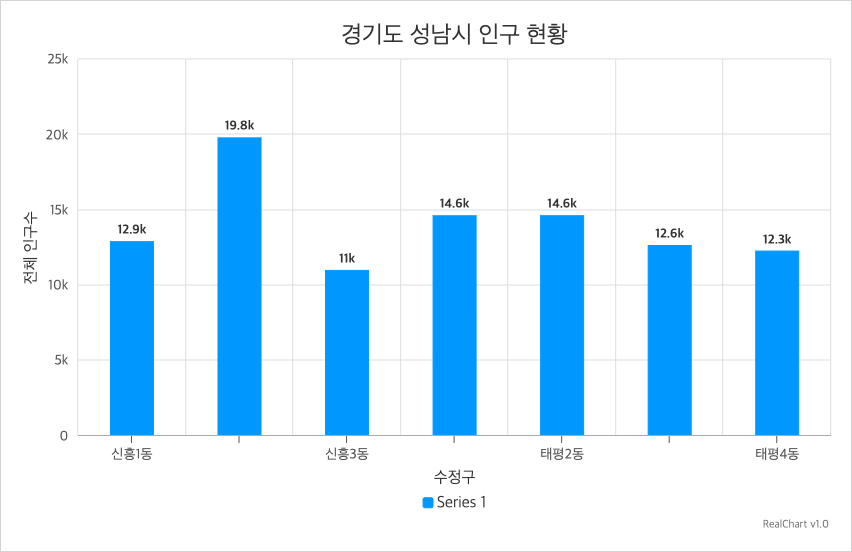 경기도 성남시 인구 현황
25k
20k
15k
10k
5k
0
전체 인구수
12.9k
19.8k
11k
14.6k
14.6k
12.6k
12.3k
신흥1동
신흥3동
태평2동
태평4동
수정구
Series 1
RealChart v1.0